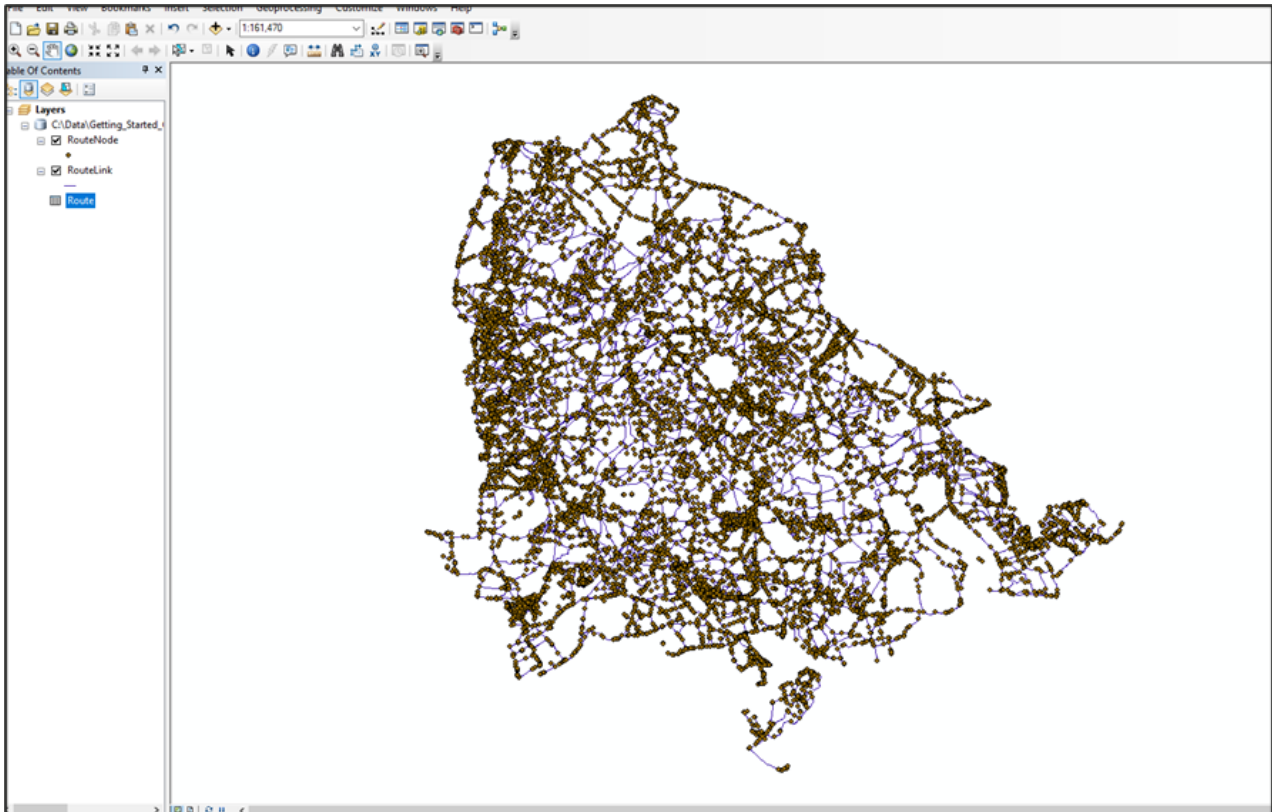 File Edit View Bookmarks Insert Selection Geoprocessing Customize Windows Help
1:161,470
able Of Contents
Layers
C:\Data\Getting_Started_
RouteNode
RouteLink
Route